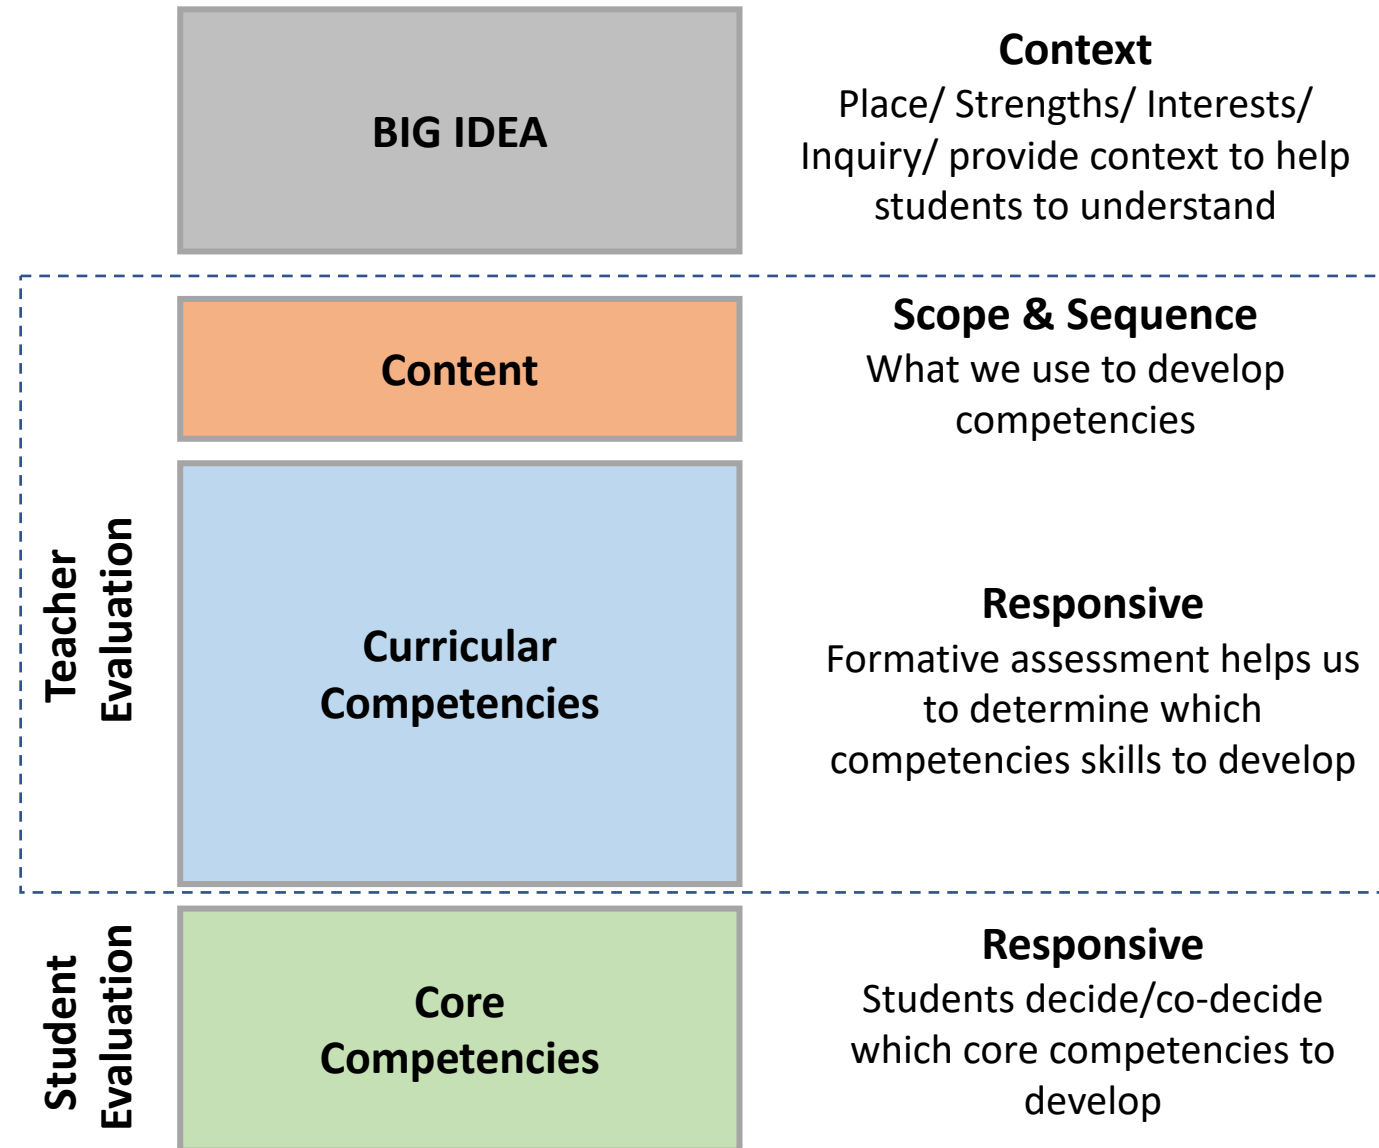 BIG IDEA
Context
Place/ Strengths/ Interests/
Inquiry/ provide context to help
students to understand
Teacher
Evaluation
Content
Scope & Sequence
What we use to develop
competencies
Curricular
Competencies
Responsive
Formative assessment helps us
to determine which
competencies skills to develop
Student
Evaluation
Core
Competencies
Responsive
Students decide/co-decide
which core competencies to
develop